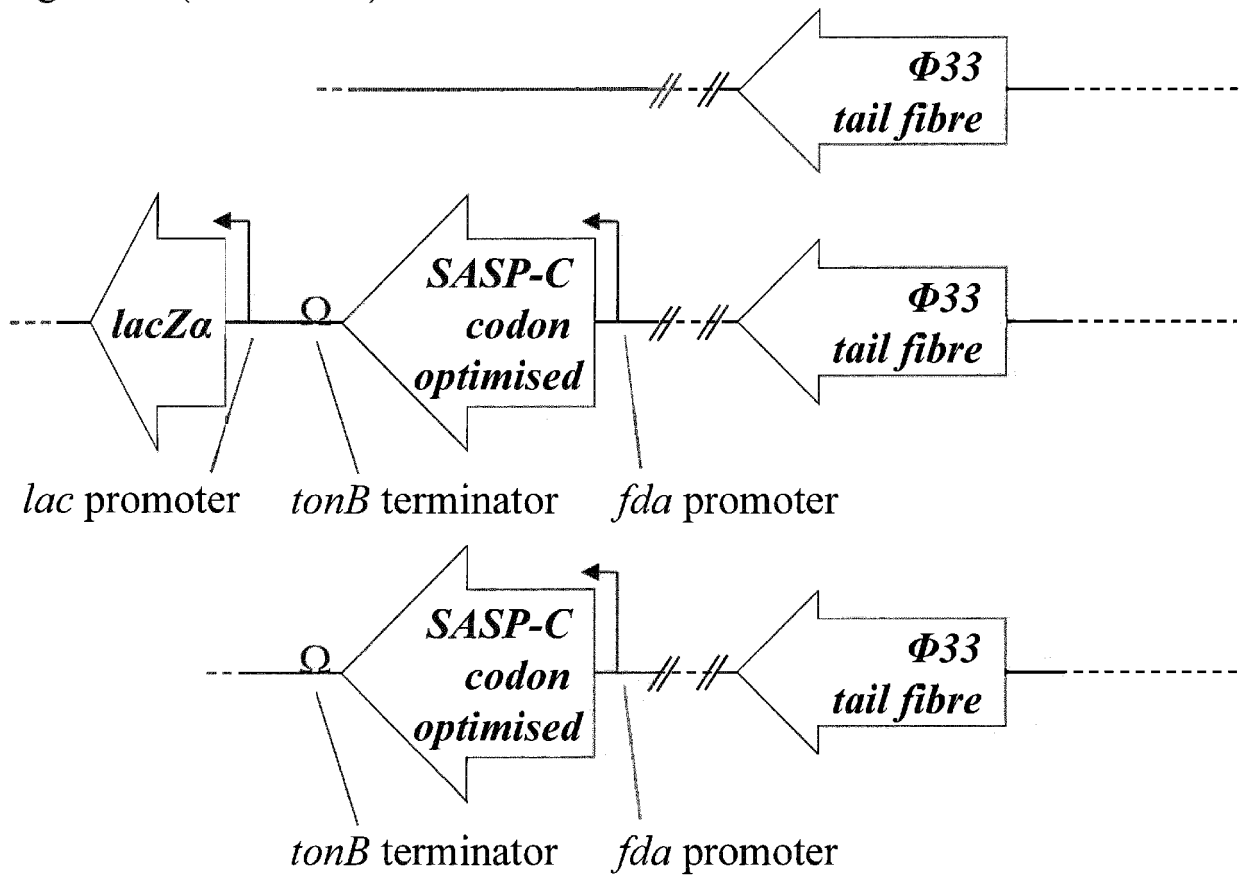 Φ33
tail fibre
lacZα
Ω
SASP-C
codon
optimised
Φ33
tail fibre
lac promoter
tonB terminator
fda promoter
Ω
SASP-C
codon
optimised
Φ33
tail fibre
tonB terminator
fda promoter